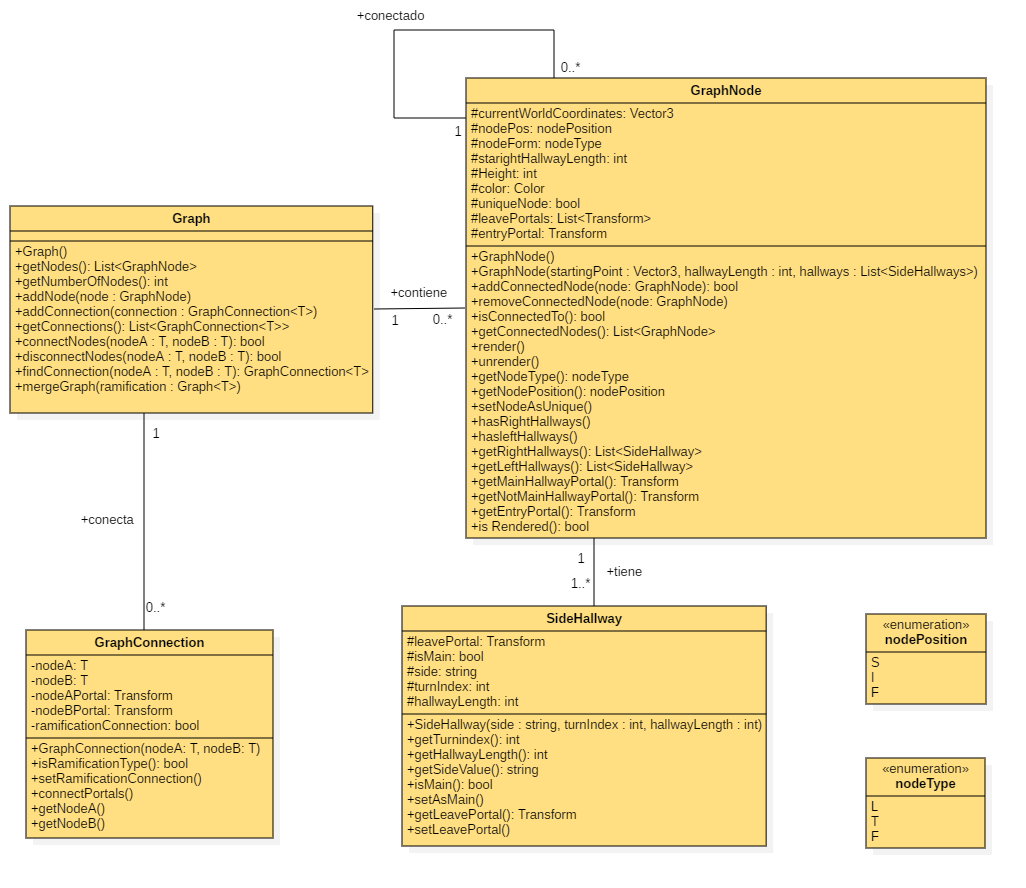 +conectado
0..*
1
GraphNode
#currentWorldCoordinates: Vector3
#nodePos: nodePosition
#nodeForm: nodeType
#starightHallwayLength: int
#Height: int
#color: Color
#uniqueNode: bool
#leavePortals: List<Transform>
#entryPortal: Transform
+GraphNode()
+GraphNode(startingPoint : Vector3, hallwayLength : int, hallways : List<SideHallways>)
+addConnectedNode(node: GraphNode): bool
+removeConnectedNode(node: GraphNode)
+isConnectedTo(): bool
+getConnectedNodes(): List<GraphNode>
+render()
+unrender()
+getNodeType(): nodeType
+getNodePosition(): nodePosition
+setNodeAsUnique()
+hasRightHallways()
+hasleftHallways()
+getRightHallways(): List<SideHallway>
+getLeftHallways(): List<SideHallway>
+getMainHallwayPortal(): Transform
+getNotMainHallwayPortal(): Transform
+getEntryPortal(): Transform
+is Rendered(): bool
Graph
+Graph()
+getNodes(): List<GraphNode>
+getNumberOfNodes(): int
+addNode(node : GraphNode)
+addConnection(connection : GraphConnection<T>)
+getConnections(): List<GraphConnection<T>>
+connectNodes(nodeA : T, nodeB : T): bool
+disconnectNodes(nodeA : T, nodeB : T): bool
+findConnection(nodeA : T, nodeB : T): GraphConnection<T>
+mergeGraph(ramification : Graph<T>)
+contiene
1
0..*
1
+conecta
0..*
1
+tiene
1..*
GraphConnection
-nodeA: T
-nodeB: T
-nodeAPortal: Transform
-nodeBPortal: Transform
-ramificationConnection: bool
+GraphConnection(nodeA: T, nodeB: T)
+isRamificationType(): bool
+setRamificationConnection()
+connectPortals()
+getNodeA()
+getNodeB()
SideHallway
#leavePortal: Transform
#isMain: bool
#side: string
#turnIndex: int
#hallwayLength: int
+SideHallway(side : string, turnIndex : int, hallwayLength : int)
+getTurnindex(): int
+getHallwayLength(): int
+getSideValue(): string
+isMain(): bool
+setAsMain()
+getLeavePortal(): Transform
+setLeavePortal()
«enumeration»
nodePosition
S
I
F
«enumeration»
nodeType
L
T
F